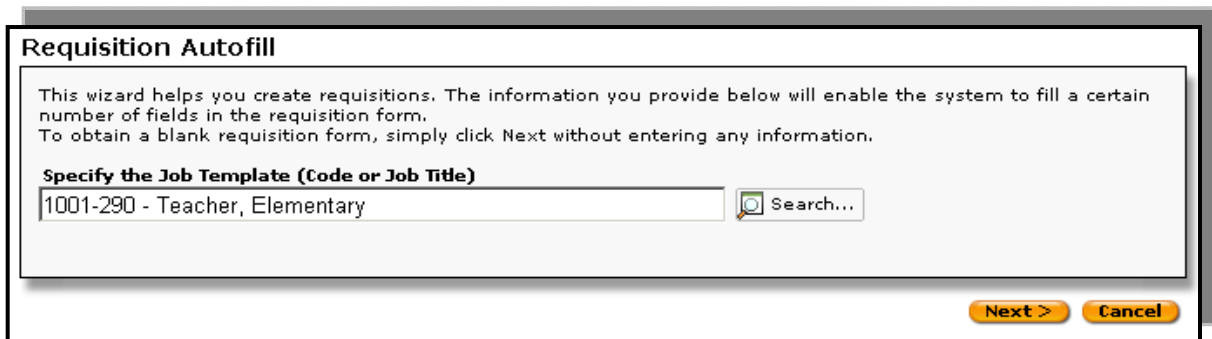 Requisition Autofill
This wizard helps you create requisitions. The information you provide below will enable the system to fill a certain
number of fields in the requisition form.
To obtain a blank requisition form, simply click Next without entering any information.
Specify the Job Template (Code or Job Title)
1001-290 - Teacher, Elementary
Search...
Next >
Cancel